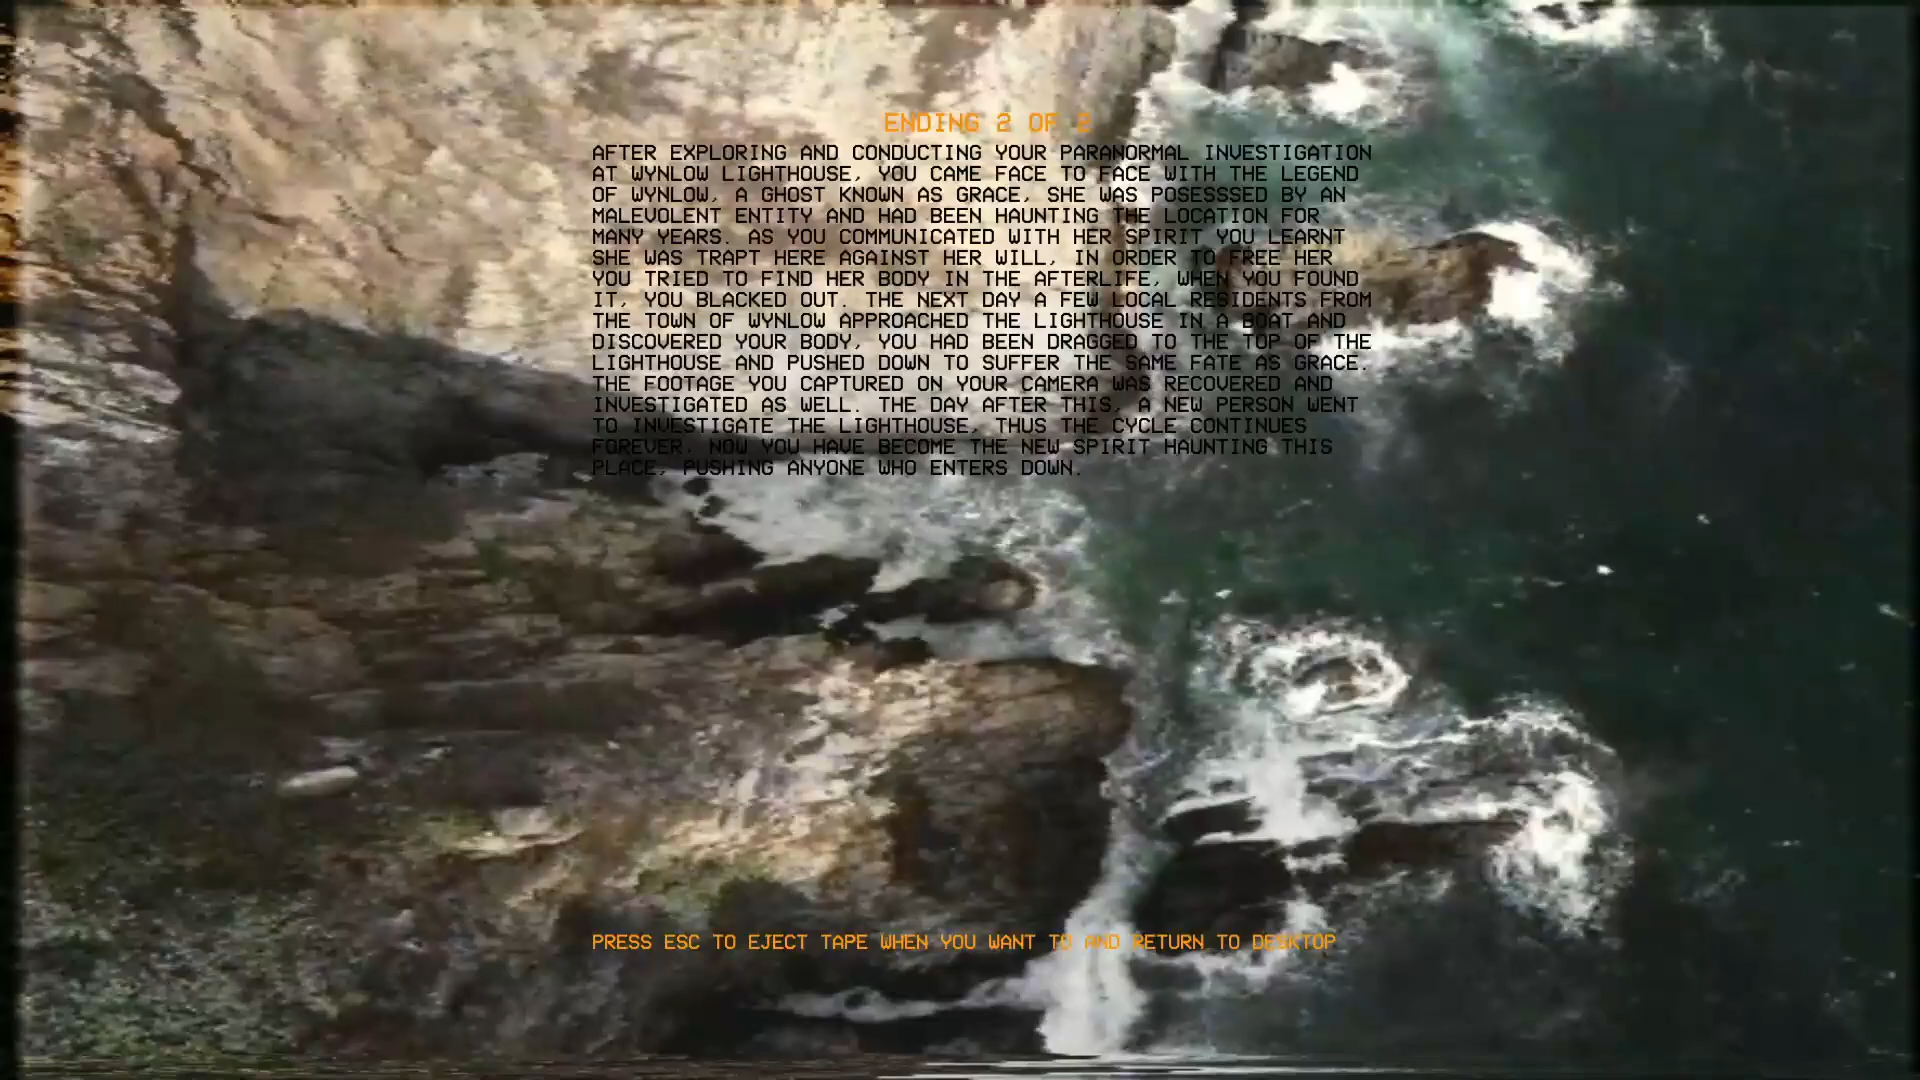 ENDING 2 OF 2
AFTER EXPLORING AND CONDUCTING YOUR PARANORMAL INVESTIGATION
AT WYNLOW LIGHTHOUSE, YOU CAME FACE TO FACE WITH THE LEGEND
OF WYNLOW, A GHOST KNOWN AS GRACE, SHE WAS POSESSSED BY AN
MALEVOLENT ENTITY AND HAD BEEN HAUNTING THE LOCATION FOR
MANY YEARS. AS YOU COMMUNICATED WITH HER SPIRIT YOU LEARNT
SHE WAS TRAPT HERE AGAINST HER WILL, IN ORDER TO FREE HER
YOU TRIED TO FIND HER BODY IN THE AFTERLIFE, WHEN YOU FOUND
IT, YOU BLACKED OUT. THE NEXT DAY A FEW LOCAL RESIDENTS FROM
THE TOWN OF WYNLOW APPROACHED THE LIGHTHOUSE IN A BOAT AND
DISCOVERED YOUR BODY, YOU HAD BEEN DRAGGED TO THE TOP OF THE
LIGHTHOUSE AND PUSHED DOWN TO SUFFER THE SAME FATE AS GRACE.
THE FOOTAGE YOU CAPTURED ON YOUR CAMERA WAS RECOVERED AND
INVESTIGATED AS WELL. THE DAY AFTER THIS, A NEW PERSON WENT
TO INVESTIGATE THE LIGHTHOUSE, THUS THE CYCLE CONTINUES
FOREVER. NOW YOU HAVE BECOME THE NEW SPIRIT HAUNTING THIS
PLACE, PUSHING ANYONE WHO ENTERS DOWN.
PRESS ESC TO EJECT TAPE WHEN YOU WANT TO AND RETURN TO DESKTOP